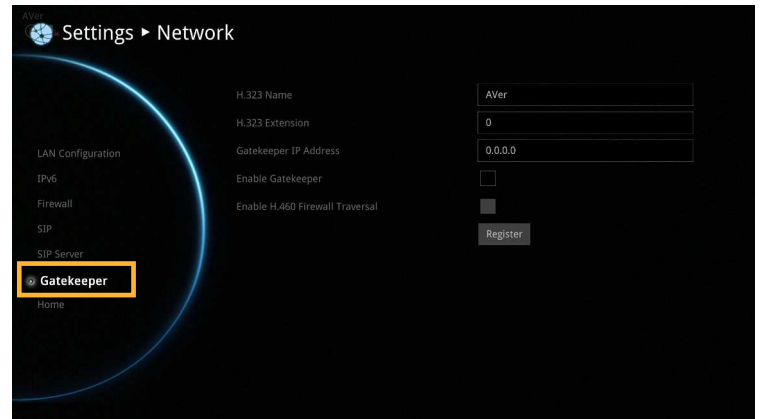 AVer
Settings ► Network
H.323 Name
AVer
H.323 Extension
0
Gatekeeper IP Address
0.0.0.0
Enable Gatekeeper
Enable H.460 Firewall Traversal
Register
LAN Configuration
IPv6
Firewall
SIP
SIP Server
Gatekeeper
Home